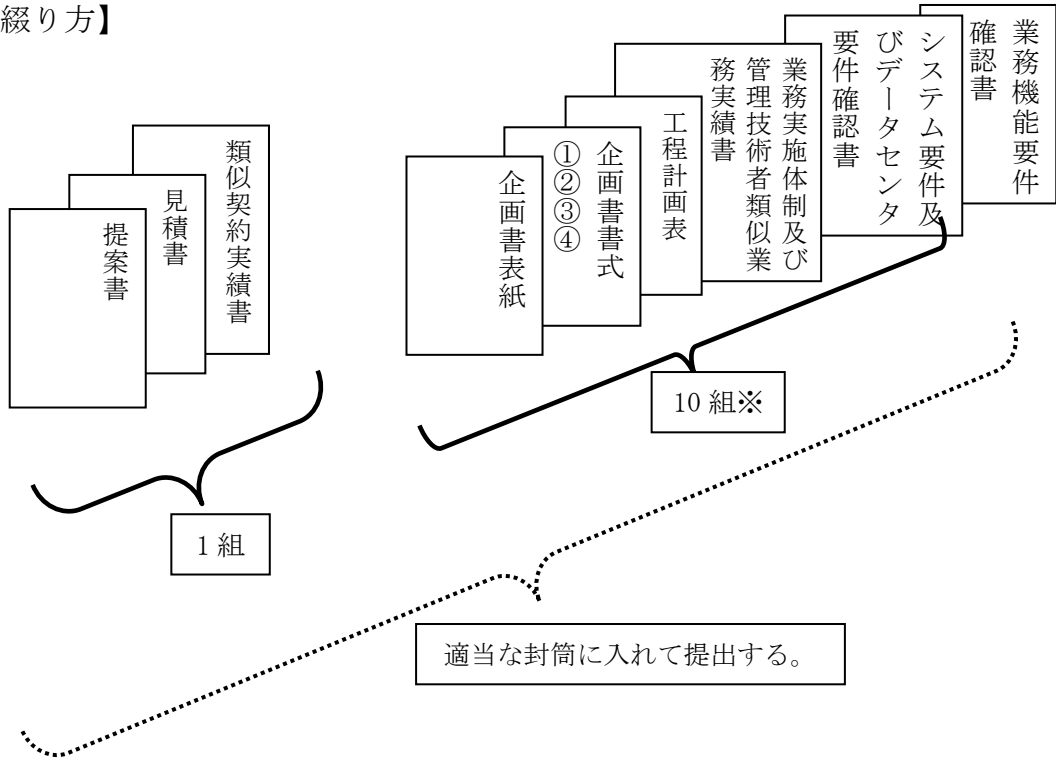 綴り方】
提案書
見積書
類似契約実績書
1組
企画書表紙
企画書書式
①②③④
工程計画表
業務実施体制及び
管理技術者類似業
務実績書
システム要件及
びデータセンタ
要件確認書
業務機能要件
確認書
10組※
適当な封筒に入れて提出する。